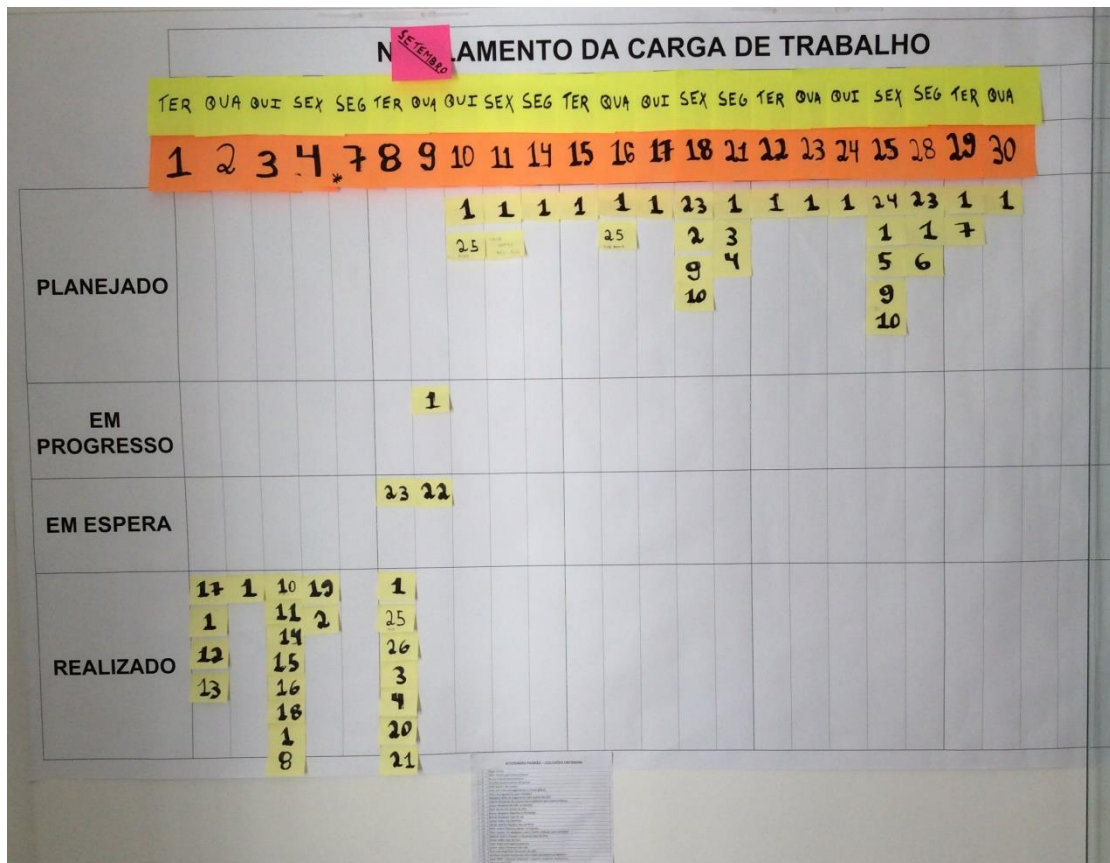 SETEMBRO
N LAMENTO DA CARGA DE TRABALHO
TER QUA QUI SEX SEG TER QUA QUI SEX SEG TER QUA QUI SEX SEG TER QUA QUI SEX SEG TER QUA
1 2 3 4 * 7 8 9 10 11 14 15 16 17 18 21 22 23 24 25 28 29 30
PLANEJADO
1 1 1 1 1 1 23 1 1 1 1 24 23 1 1
25 25 2 3 1 1 7
9 4 5 6
10 9
10
EM
PROGRESSO
1
EM ESPERA
23 22
REALIZADO
17 1 10 19 1
1 11 2 25
12 14 26
13 15 3
16 4
18 20
1 21
8